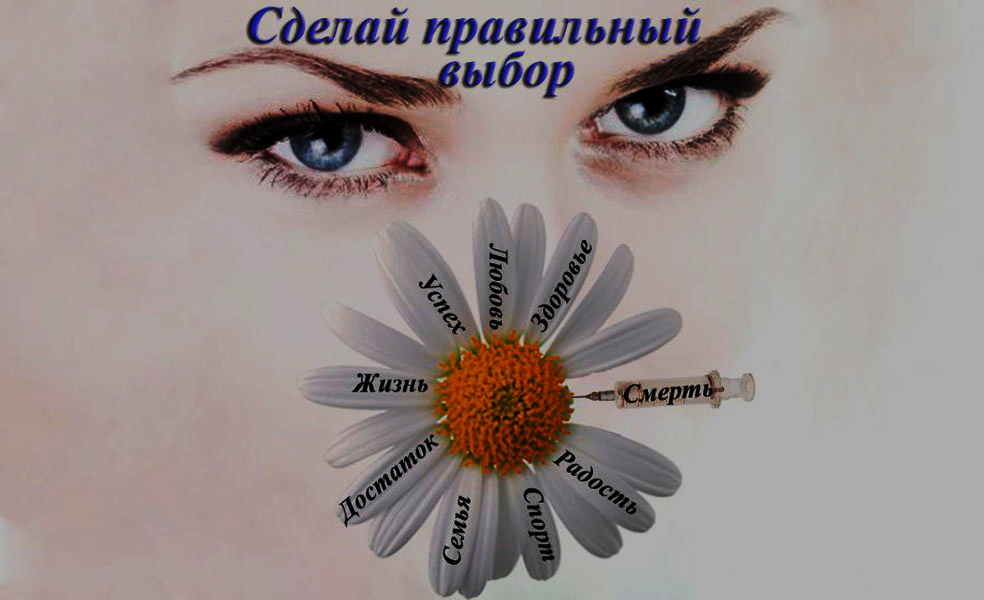 Сделай правильный
выбор
Любовь
Здоровье
Успех
Жизнь
Смерть
Достаток
Радость
Семья
Спорт